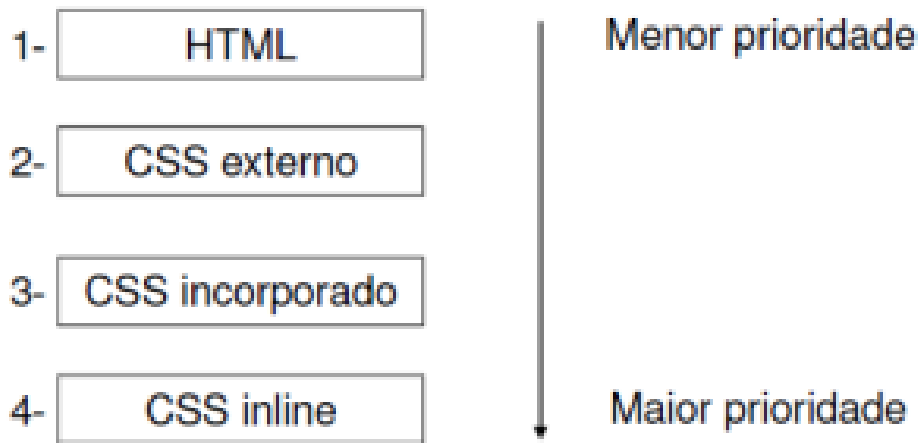 1- HTML Menor prioridade
2- CSS externo
3- CSS incorporado
4- CSS inline Maior prioridade